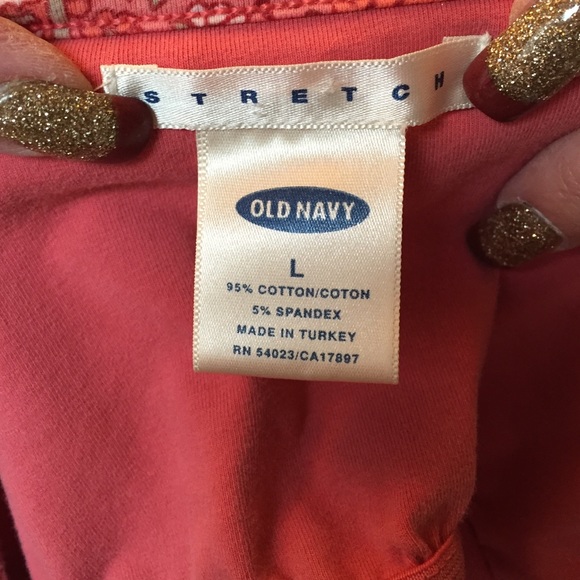 STRETCH
OLD NAVY
L
95% COTTON/COTON
5% SPANDEX
MADE IN TURKEY
RN 54023/CA17897